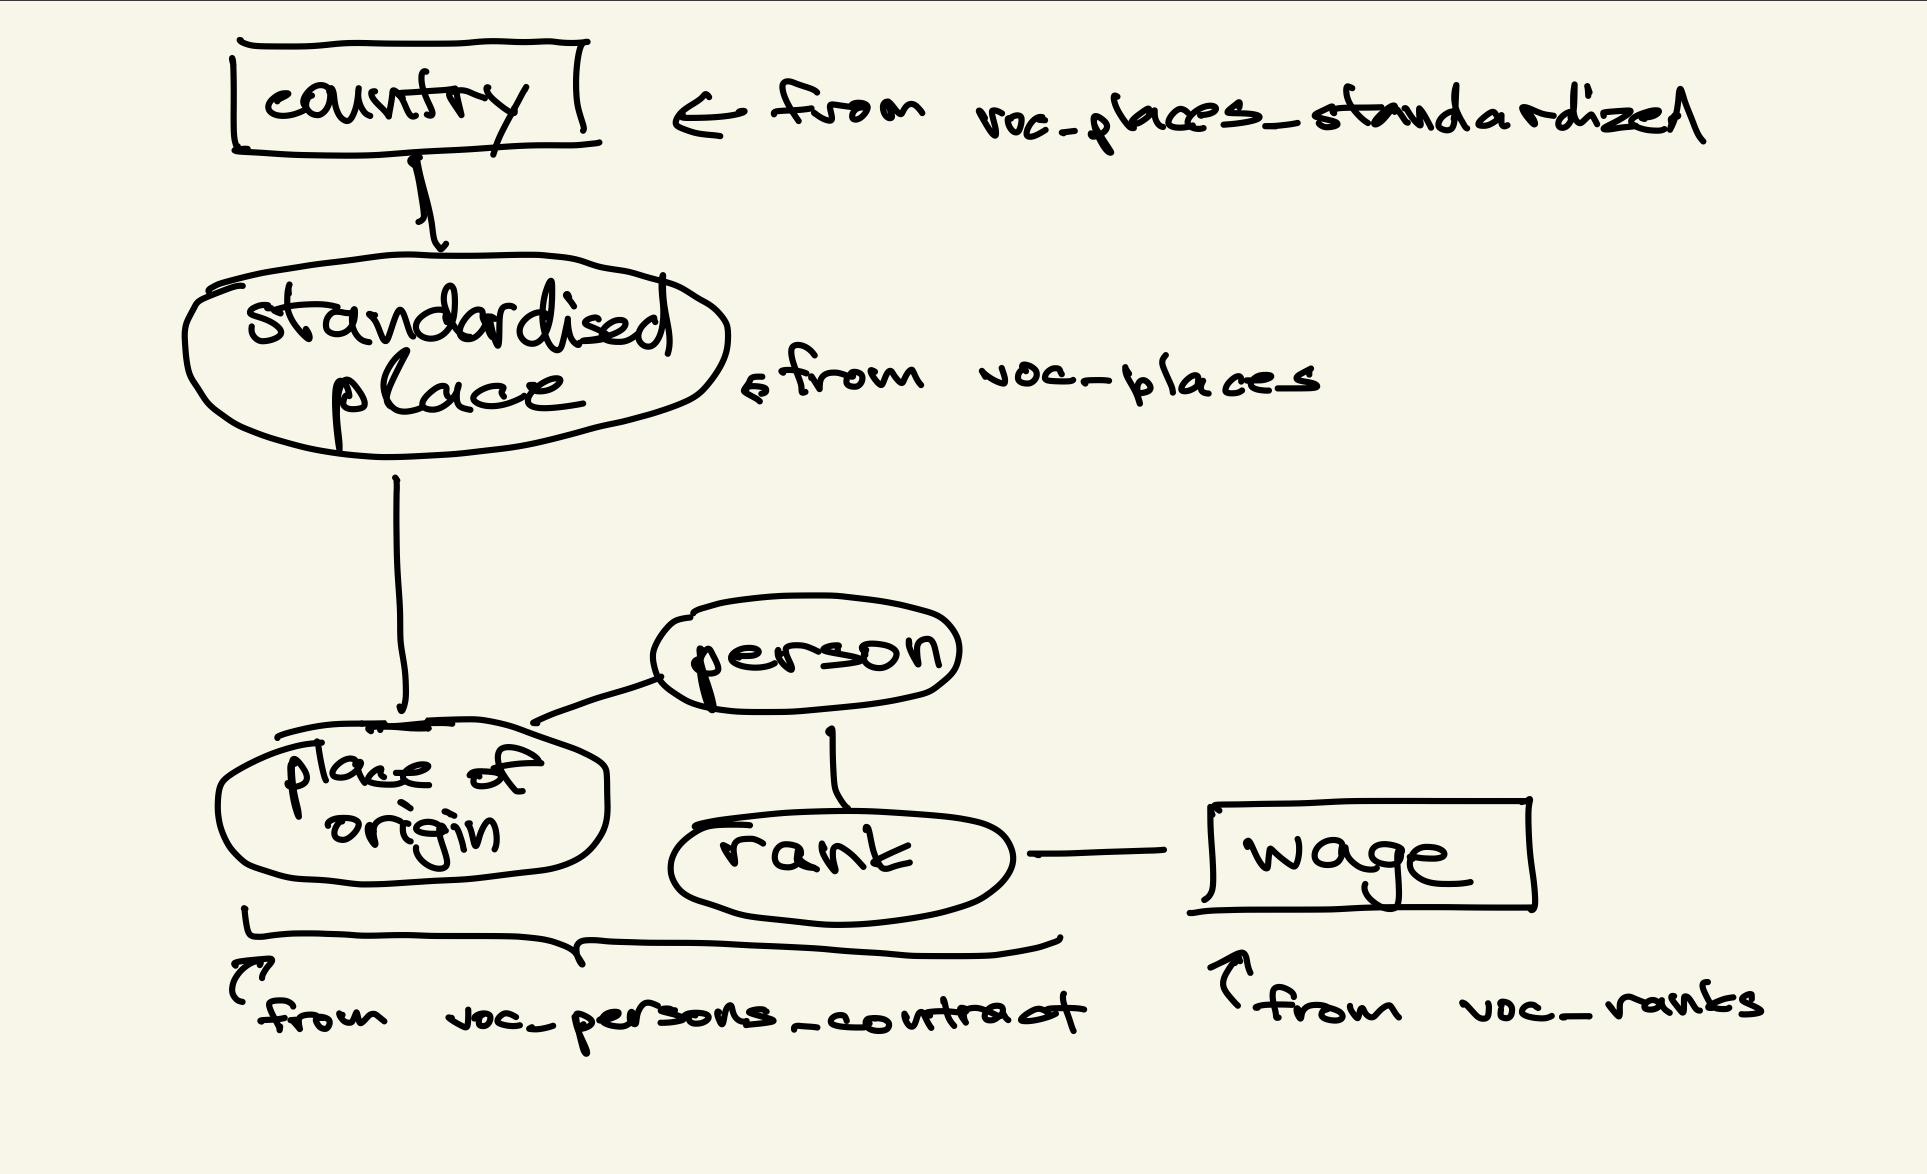 country
from voc_places_standardized
standardised
place
from voc_places
person
place of
origin
rank
wage
from voc_persons_contract
from voc_ranks